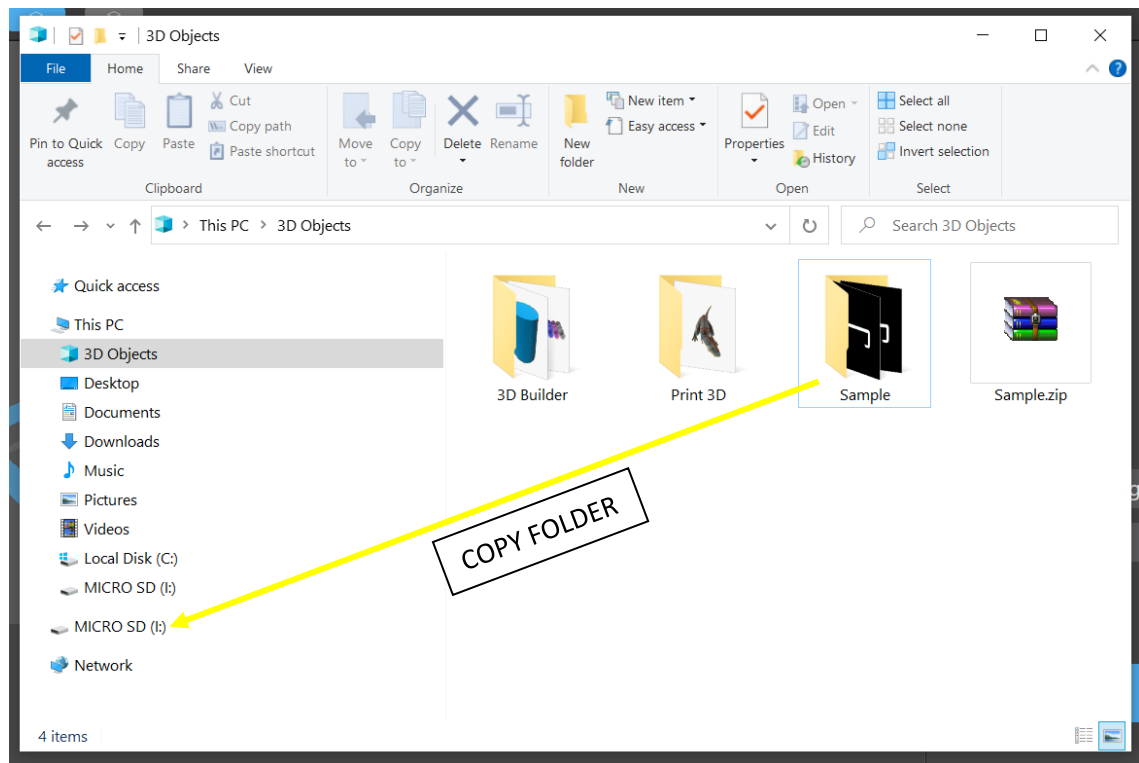 3D Objects
File Home Share View
Pin to Quick access
Copy
Paste
Cut
Copy path
Paste shortcut
Clipboard
Move to
Copy to
Delete
Rename
Organize
New folder
New item
Easy access
New
Properties
Open
Edit
History
Open
Select all
Select none
Invert selection
Select
This PC > 3D Objects
Search 3D Objects
Quick access
This PC
3D Objects
Desktop
Documents
Downloads
Music
Pictures
Videos
Local Disk (C:)
MICRO SD (I:)
MICRO SD (I:)
Network
3D Builder
Print 3D
Sample
Sample.zip
COPY FOLDER
4 items